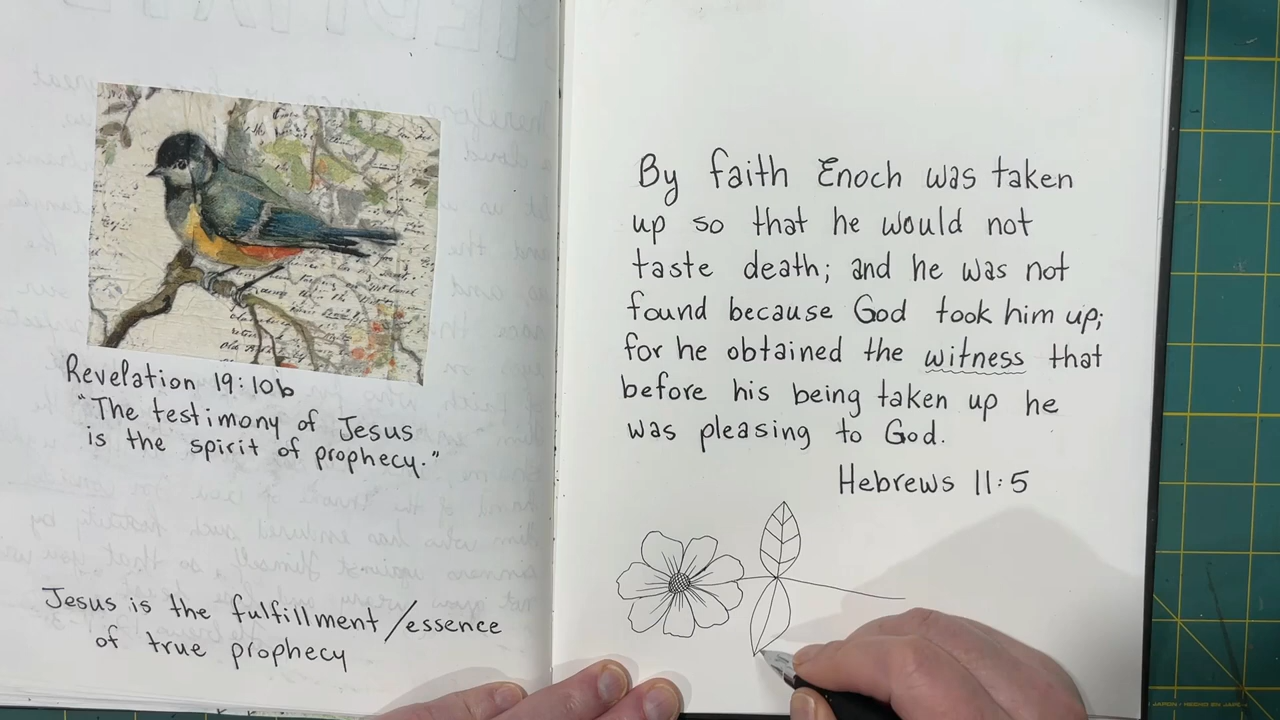 Revelation 19:10b
"The testimony of Jesus
is the spirit of prophecy."
Jesus is the fulfillment/essence
of true prophecy
By faith Enoch was taken
up so that he would not
taste death; and he was not
found because God took him up;
for he obtained the witness that
before his being taken up he
was pleasing to God.
Hebrews 11:5